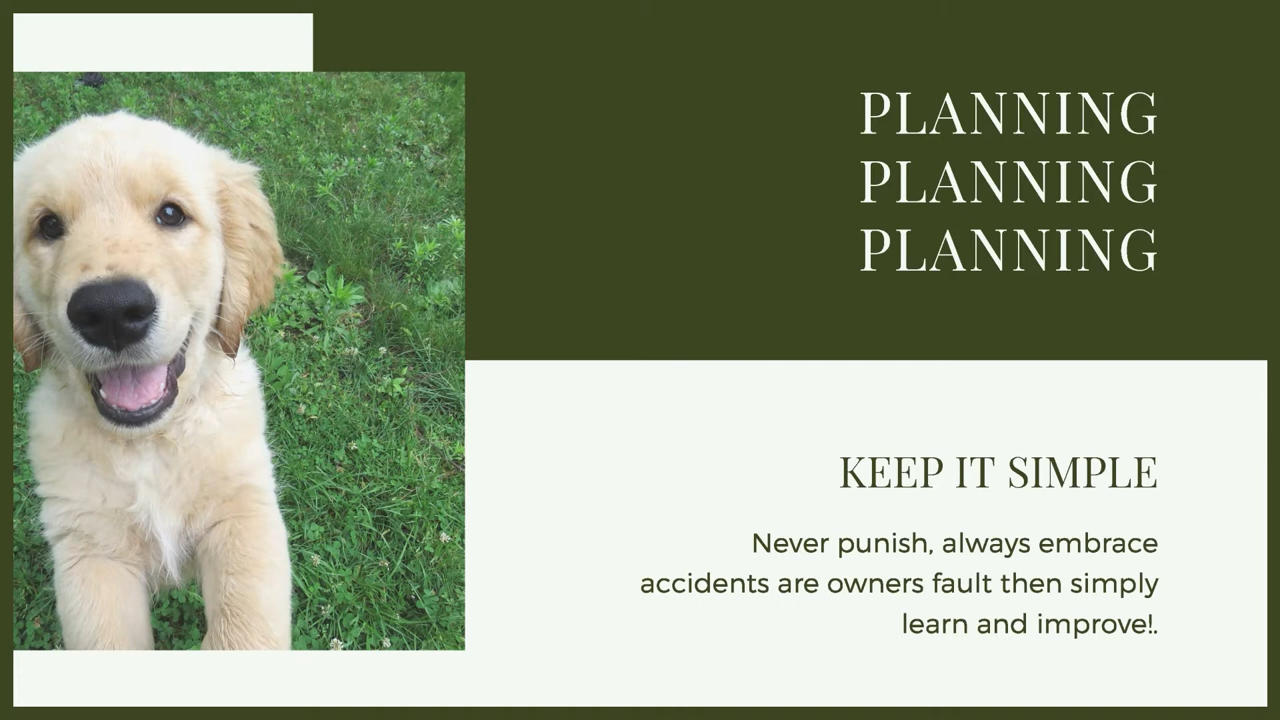 PLANNING
PLANNING
PLANNING
KEEP IT SIMPLE
Never punish, always embrace
accidents are owners fault then simply
learn and improve!.